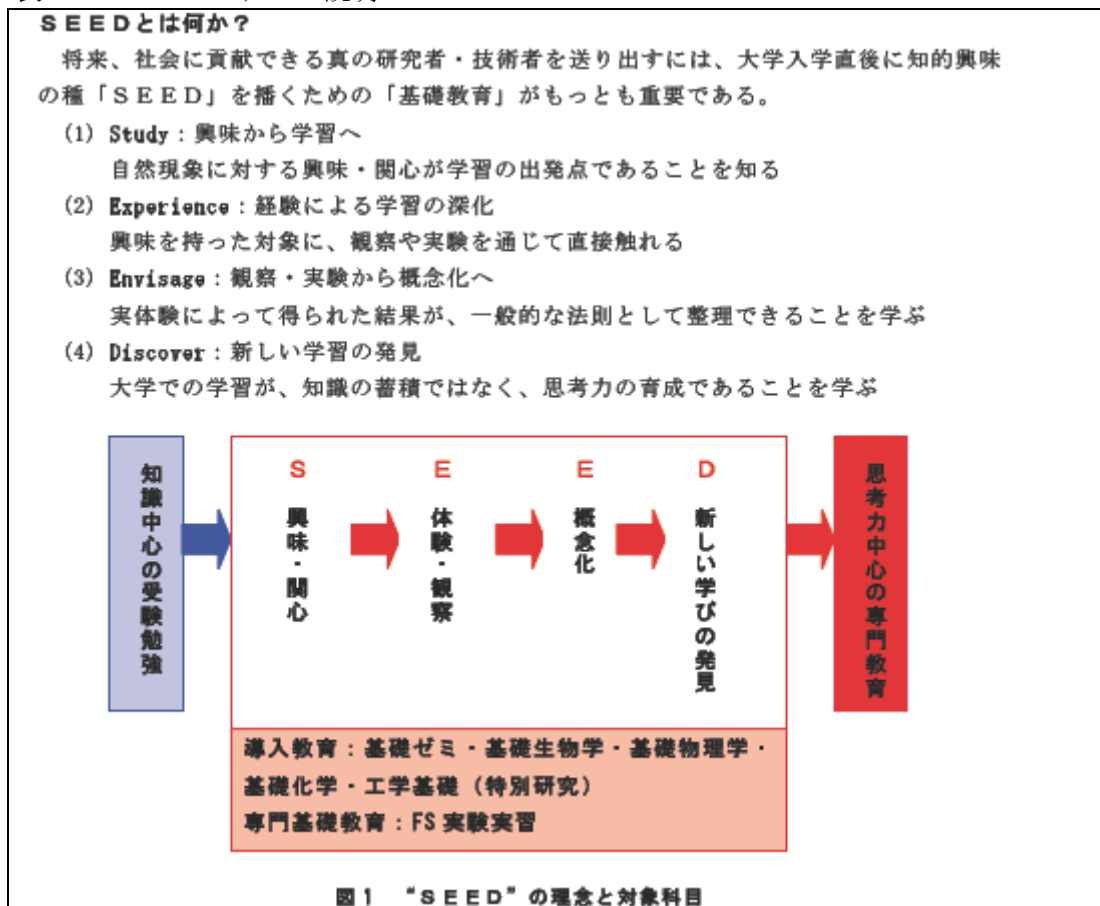 ＳＥＥＤとは何か？
将来、社会に貢献できる真の研究者・技術者を送り出すには、大学入学直後に知的興味
の種「ＳＥＥＤ」を播くための「基礎教育」がもっとも重要である。
(1) Study：興味から学習へ
自然現象に対する興味・関心が学習の出発点であることを知る
(2) Experience：経験による学習の深化
興味を持った対象に、観察や実験を通じて直接触れる
(3) Envisage：観察・実験から概念化へ
実体験によって得られた結果が、一般的な法則として整理できることを学ぶ
(4) Discover：新しい学習の発見
大学での学習が、知識の蓄積ではなく、思考力の育成であることを学ぶ
知識中心の受験勉強
S
興味・関心
E
体験・観察
E
概念化
D
新しい学びの発見
思考力中心の専門教育
導入教育：基礎ゼミ・基礎生物学・基礎物理学・
基礎化学・工学基礎（特別研究）
専門基礎教育：FS 実験実習
図１ “ＳＥＥＤ”の理念と対象科目